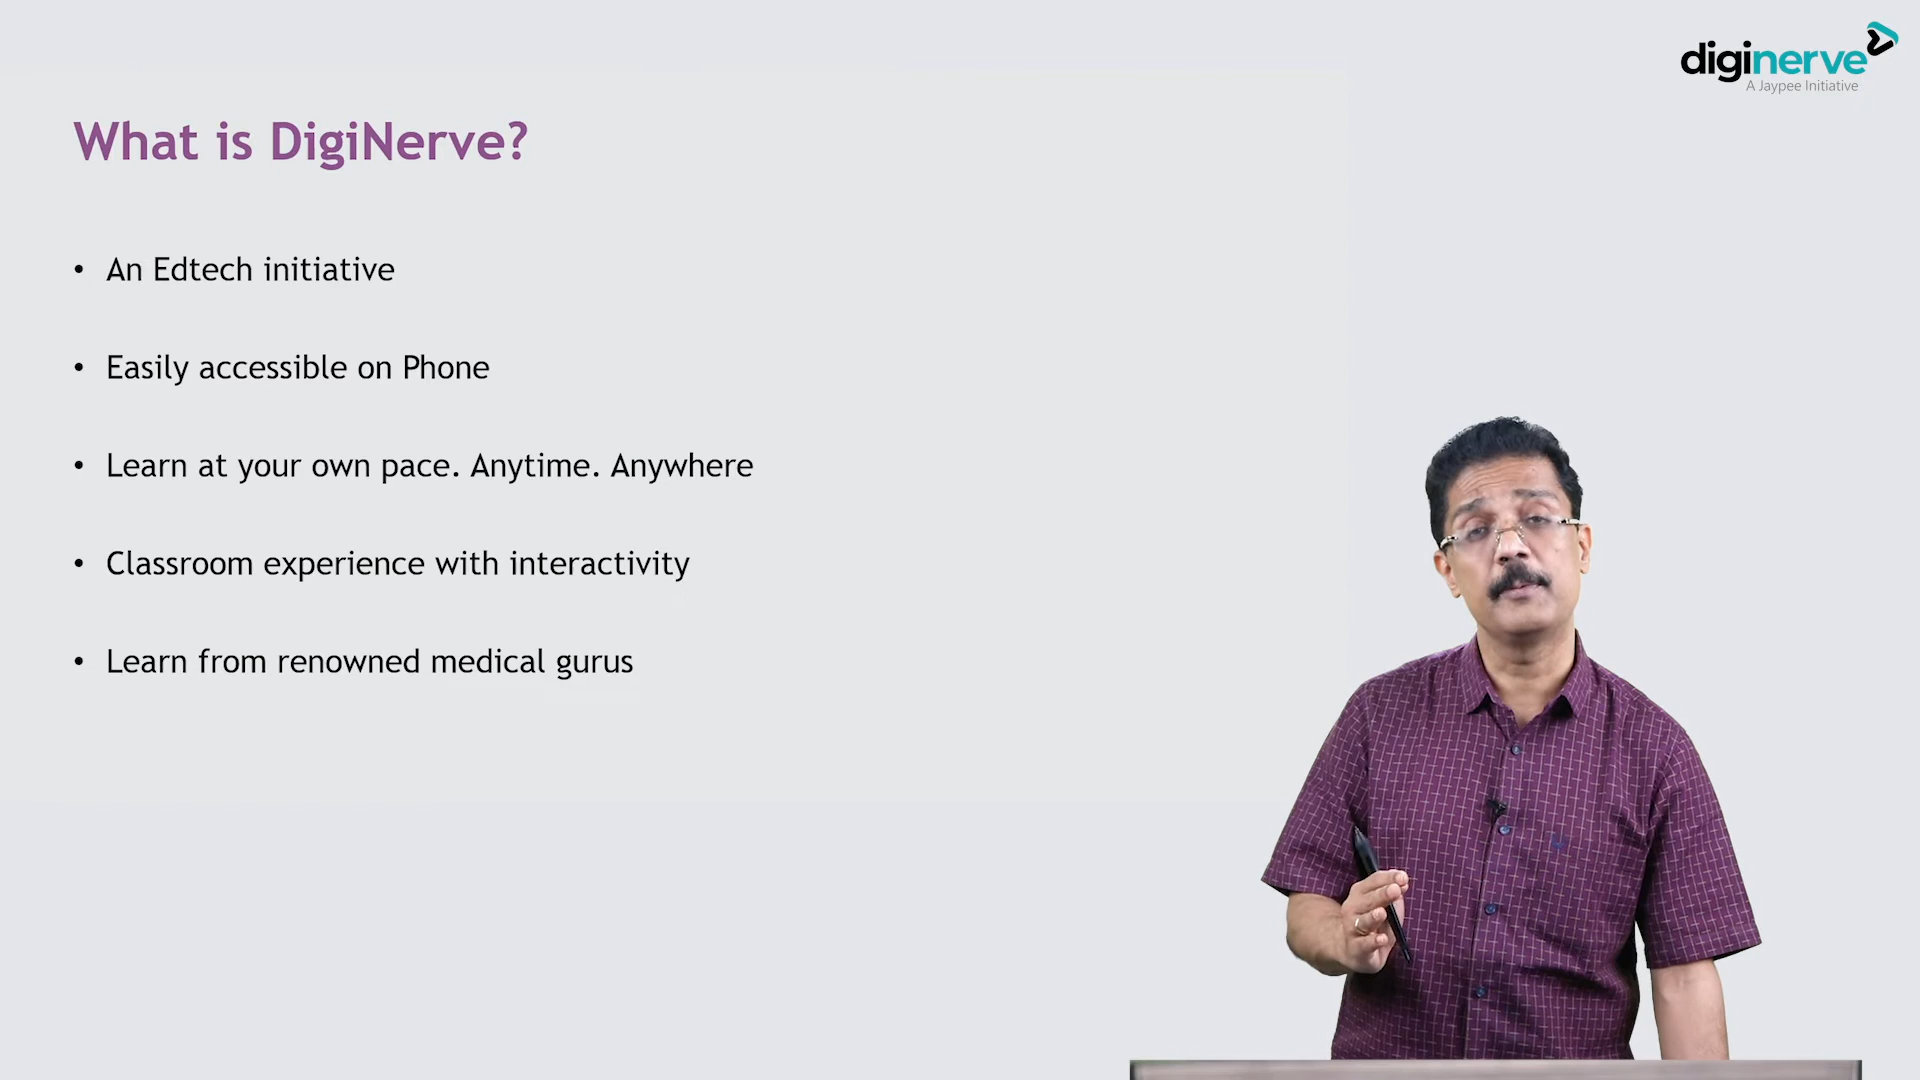 diginerve
A Jaypee Initiative
What is DigiNerve?
• An Edtech initiative
• Easily accessible on Phone
• Learn at your own pace. Anytime. Anywhere
• Classroom experience with interactivity
• Learn from renowned medical gurus